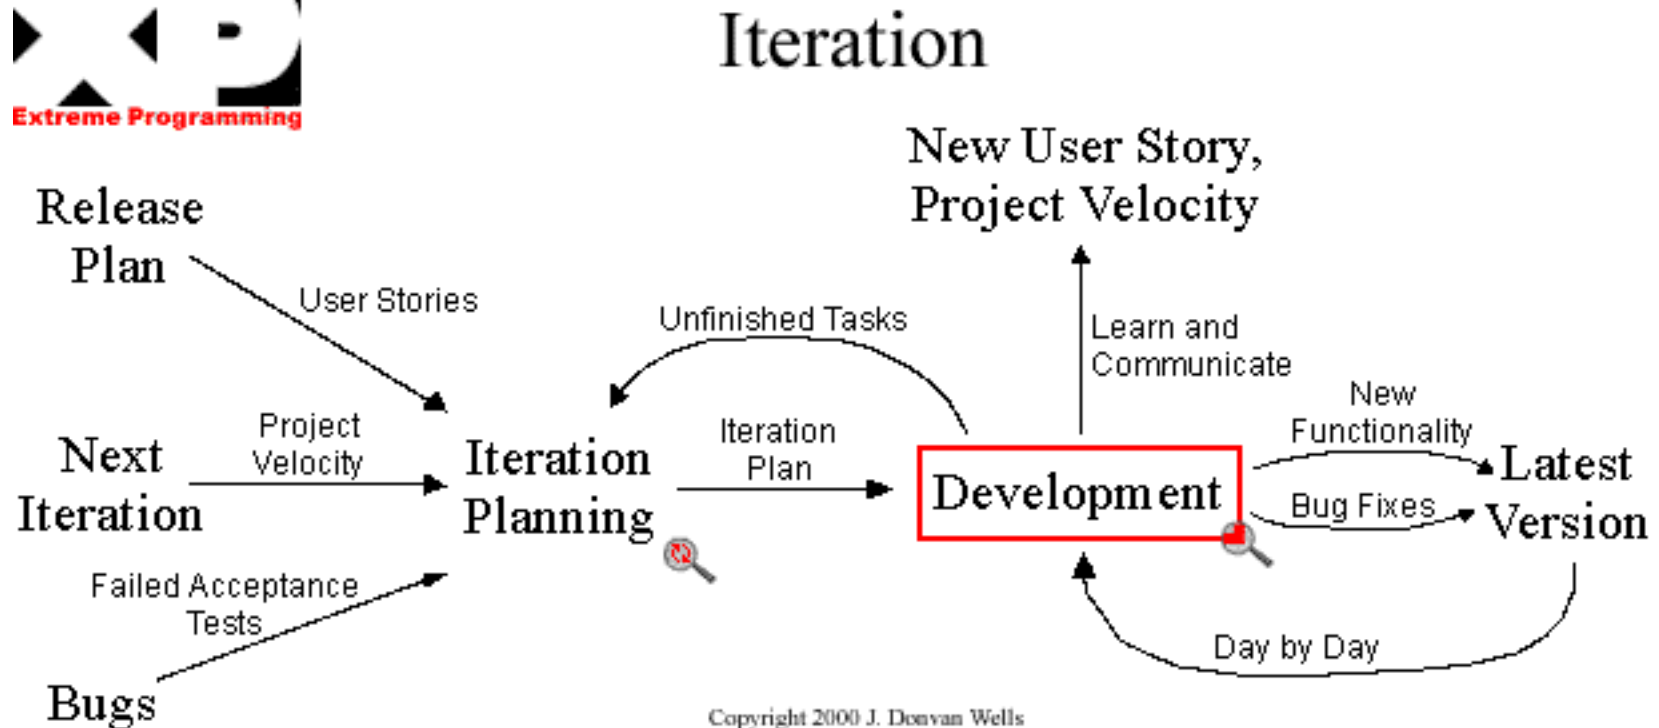 XP
Extreme Programming
Iteration
New User Story,
Project Velocity
Release
Plan
User Stories
Unfinished Tasks
Learn and
Communicate
New
Functionality
Project
Velocity
Next
Iteration
Iteration
Planning
Iteration
Plan
Development
Bug Fixes
Latest
Version
Failed Acceptance
Tests
Bugs
Day by Day
Copyright 2000 J. Donvan Wells